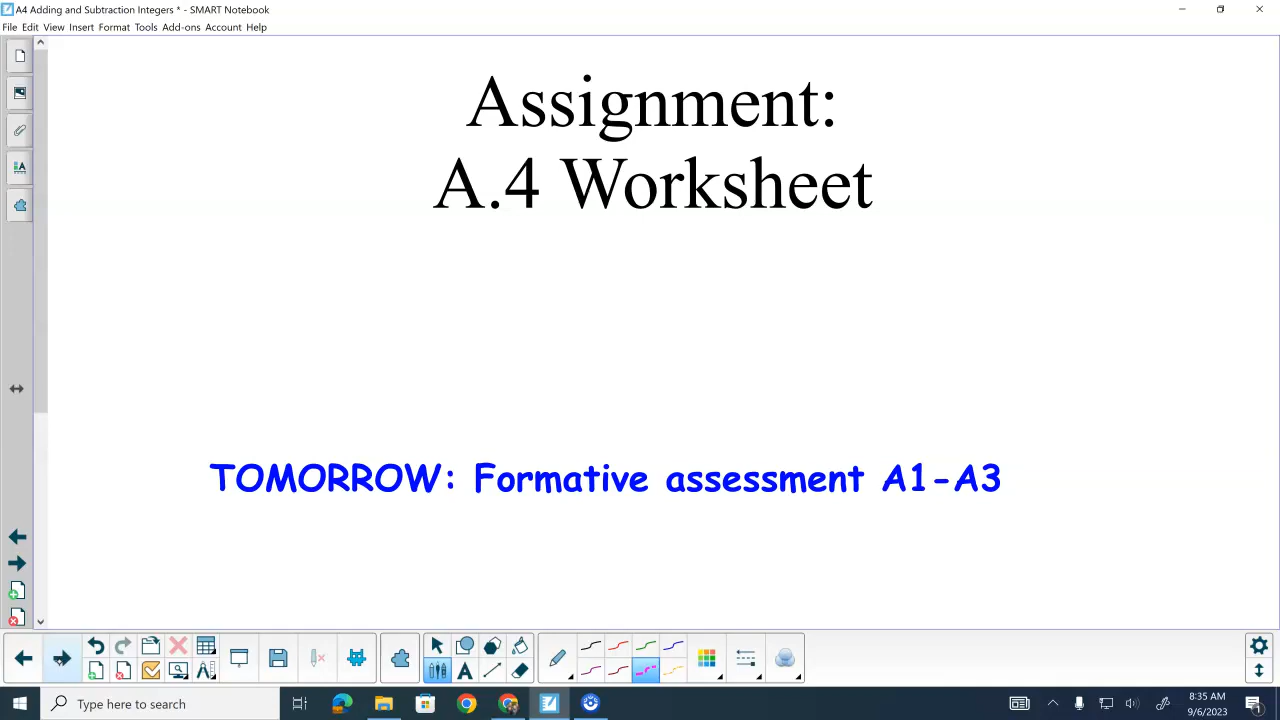 A4 Adding and Subtraction Integers * - SMART Notebook
File Edit View Insert Format Tools Add-ons Account Help
Assignment:
A.4 Worksheet
TOMORROW: Formative assessment A1-A3
Type here to search
8:35 AM
9/6/2023
1